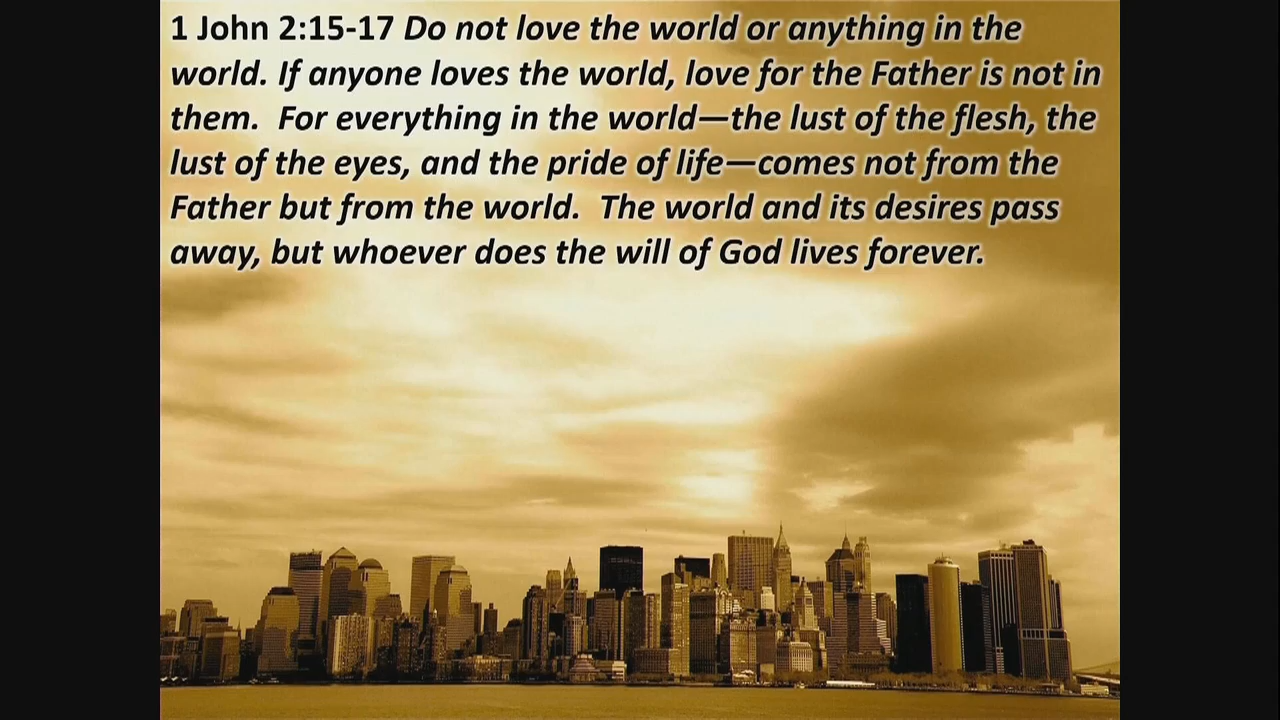 1 John 2:15-17 Do not love the world or anything in the
world. If anyone loves the world, love for the Father is not in
them.  For everything in the world—the lust of the flesh, the
lust of the eyes, and the pride of life—comes not from the
Father but from the world.  The world and its desires pass
away, but whoever does the will of God lives forever.